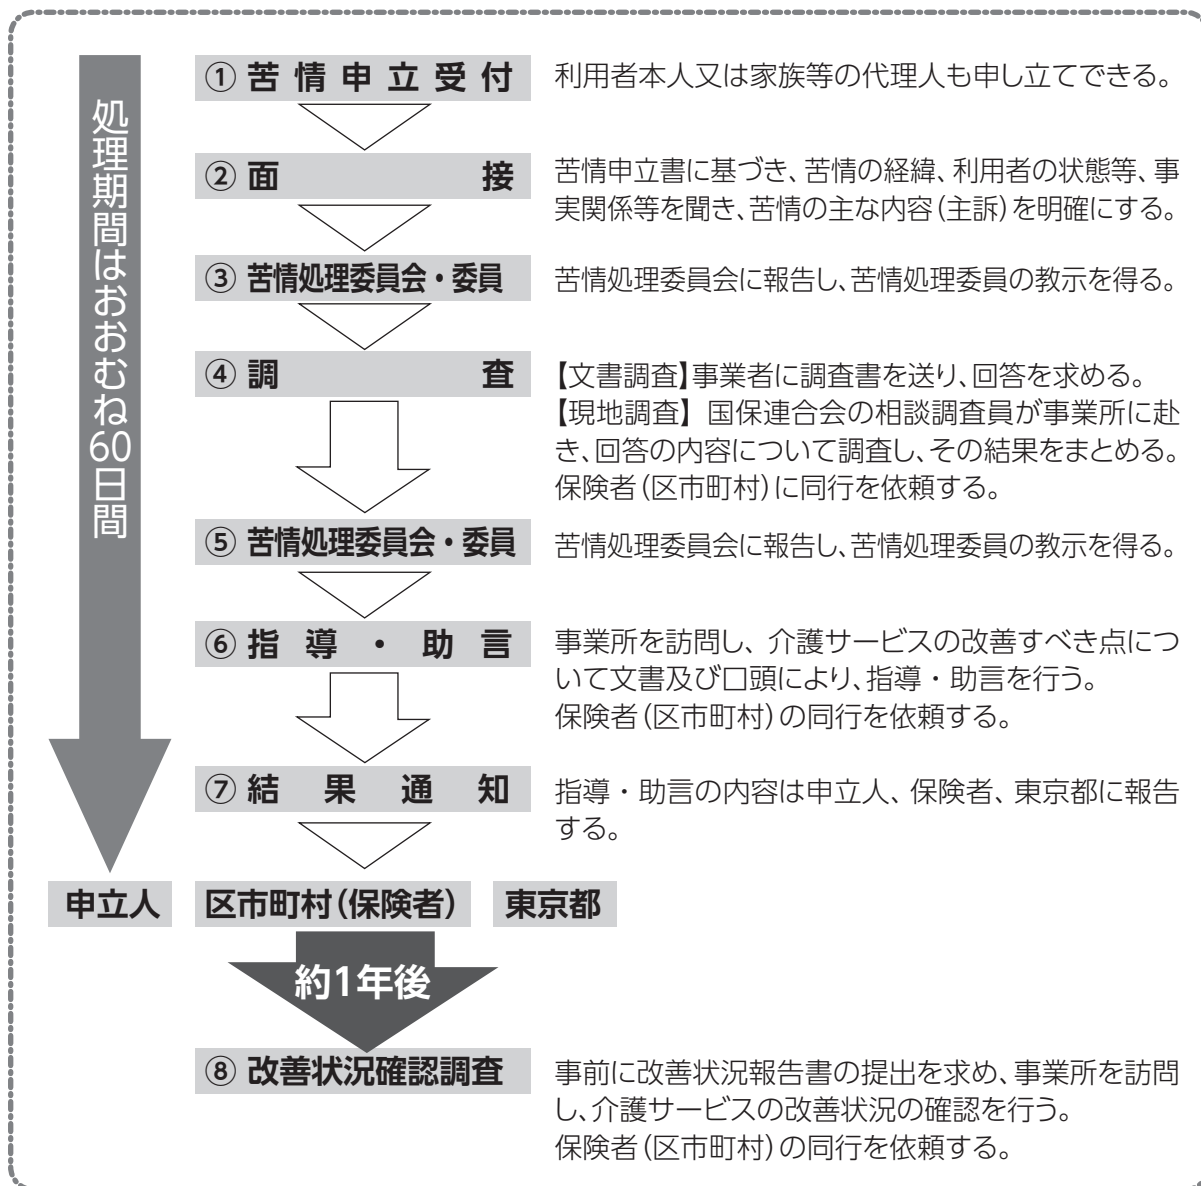 処理期間はおおむね60日間
① 苦情申立受付
利用者本人又は家族等の代理人も申し立てできる。
② 面接
苦情申立書に基づき、苦情の経緯、利用者の状態等、事
実関係等を聞き、苦情の主な内容(主訴)を明確にする。
③ 苦情処理委員会・委員
苦情処理委員会に報告し、苦情処理委員の教示を得る。
④ 調査
【文書調査】事業者に調査書を送り、回答を求める。
【現地調査】国保連合会の相談調査員が事業所に赴
き、回答の内容について調査し、その結果をまとめる。
保険者(区市町村)に同行を依頼する。
⑤ 苦情処理委員会・委員
苦情処理委員会に報告し、苦情処理委員の教示を得る。
⑥ 指導・助言
事業所を訪問し、介護サービスの改善すべき点につ
いて文書及び口頭により、指導・助言を行う。
保険者(区市町村)の同行を依頼する。
⑦ 結果通知
指導・助言の内容は申立人、保険者、東京都に報告
する。
申立人 区市町村(保険者) 東京都
約1年後
⑧ 改善状況確認調査
事前に改善状況報告書の提出を求め、事業所を訪問
し、介護サービスの改善状況の確認を行う。
保険者(区市町村)の同行を依頼する。